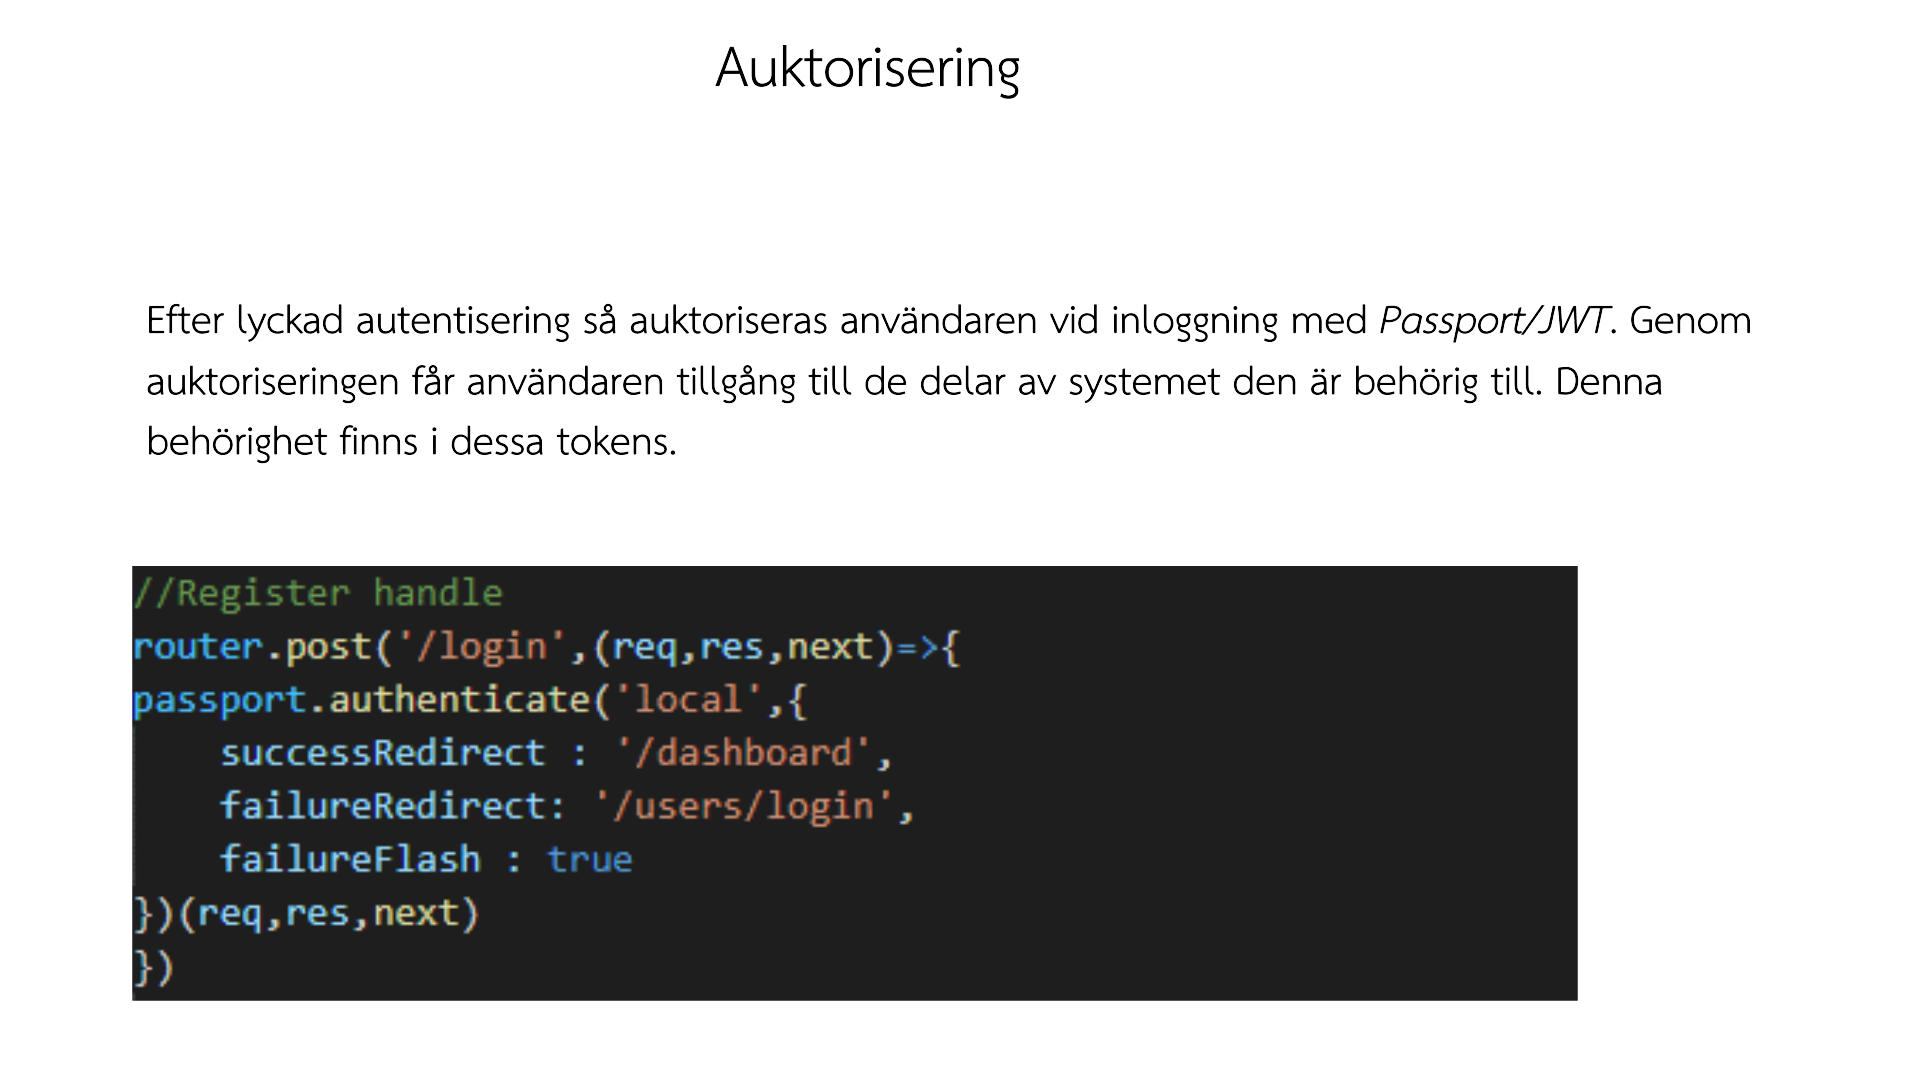 Auktorisering
Efter lyckad autentisering så auktoriseras användaren vid inloggning med Passport/JWT. Genom
auktoriseringen får användaren tillgång till de delar av systemet den är behörig till. Denna
behörighet finns i dessa tokens.
//Register handle
router.post('/login',(req,res,next)=>{
passport.authenticate('local',{
    successRedirect : '/dashboard',
    failureRedirect: '/users/login',
    failureFlash : true
})(req,res,next)
})